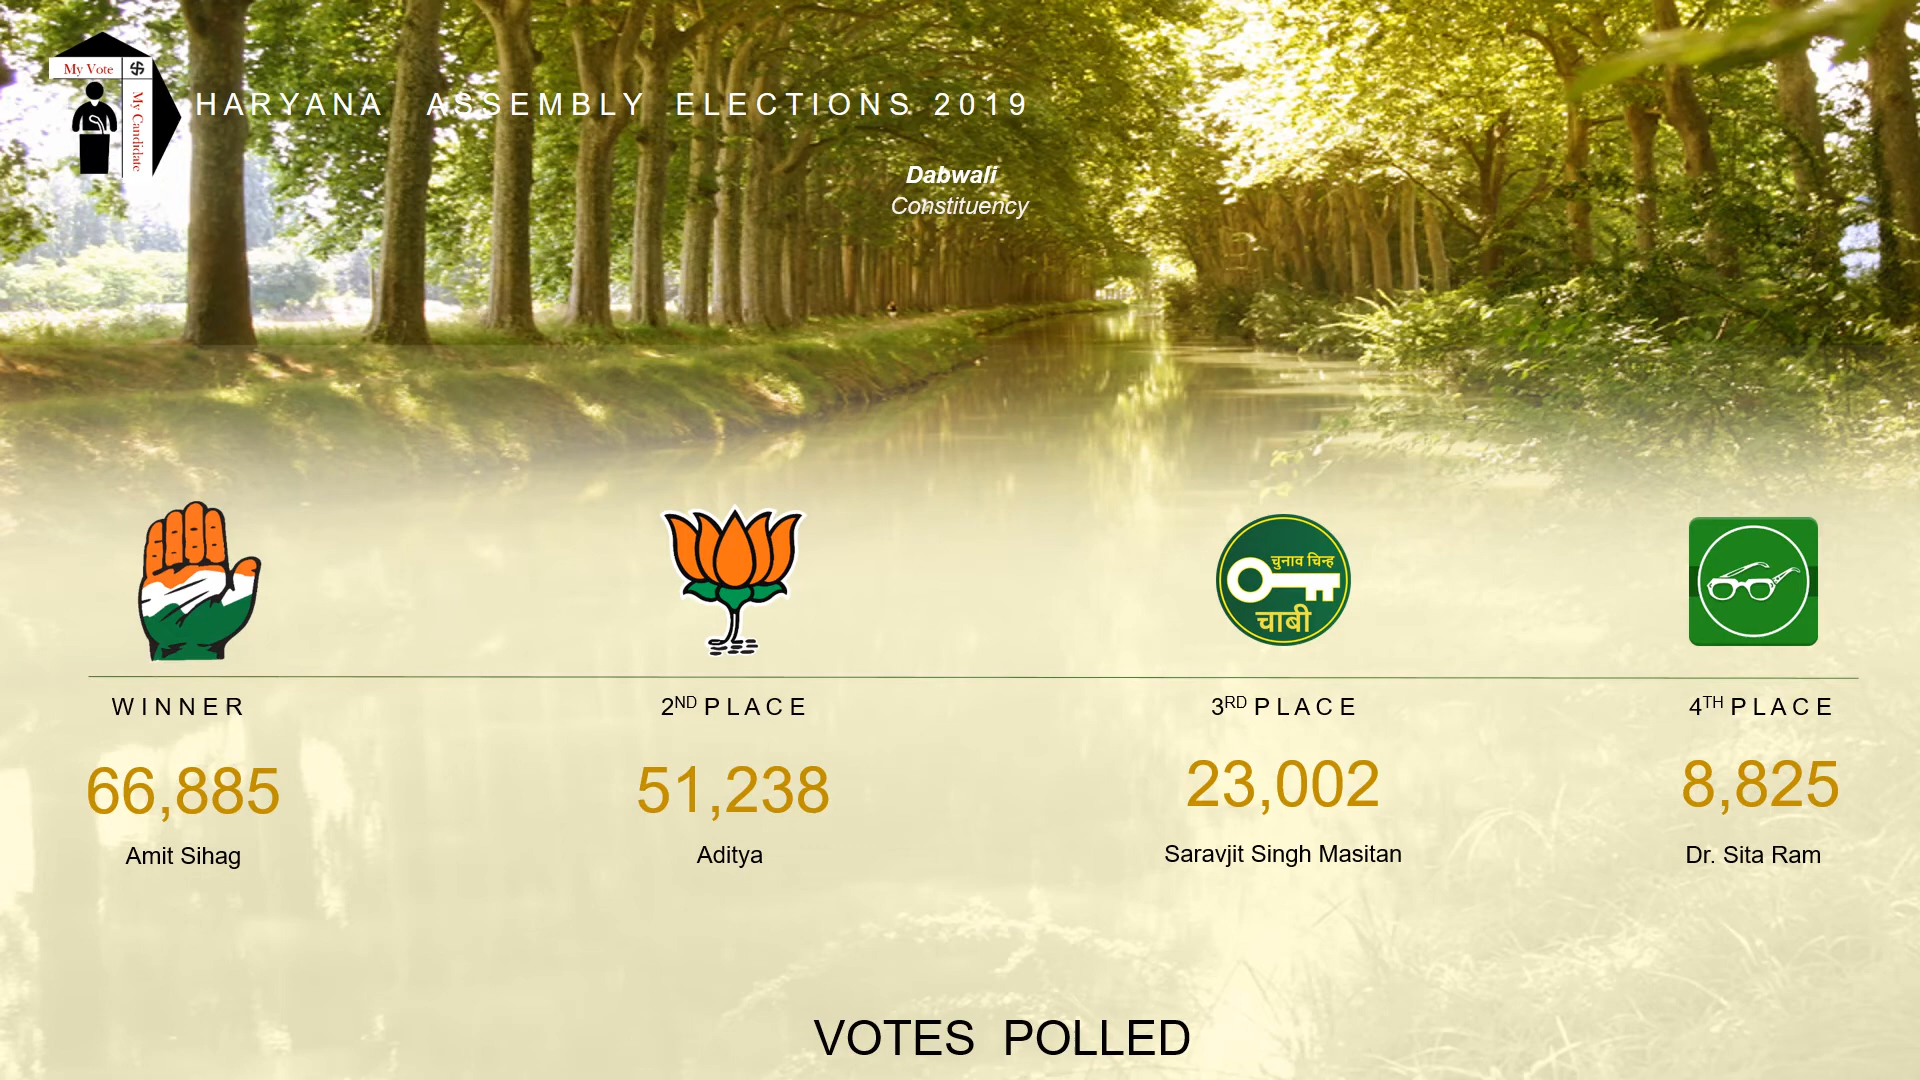 My Vote
My Candidate
HARYANA ASSEMBLY ELECTIONS 2019
Dabwali
Constituency
चुनाव चिन्ह
चाबी
WINNER
2ND PLACE
3RD PLACE
4TH PLACE
66,885
51,238
23,002
8,825
Amit Sihag
Aditya
Saravjit Singh Masitan
Dr. Sita Ram
VOTES POLLED